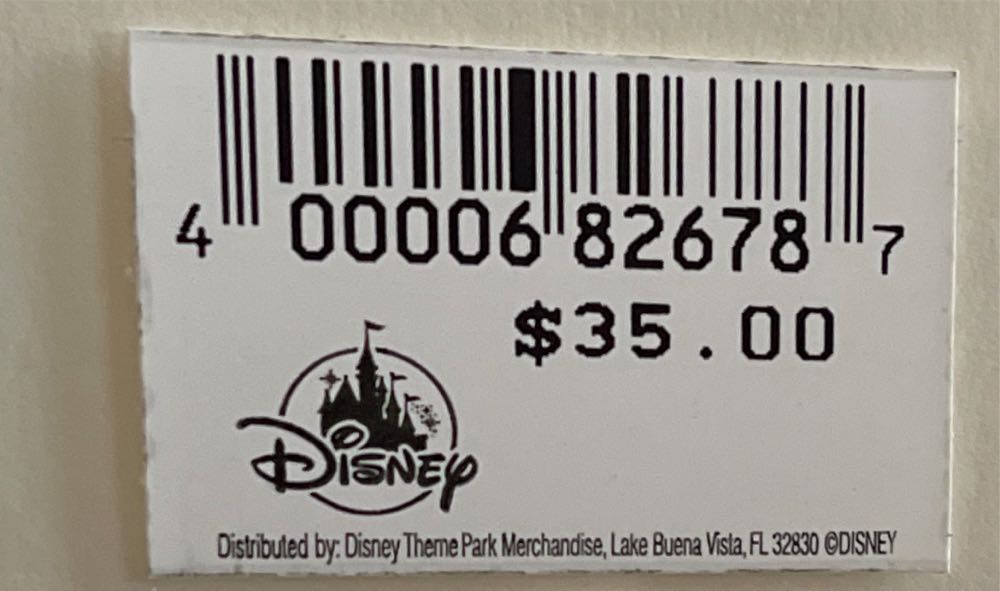 4 00006 82678 7
$35.00
Disney
Distributed by: Disney Theme Park Merchandise, Lake Buena Vista, FL 32830 ©DISNEY